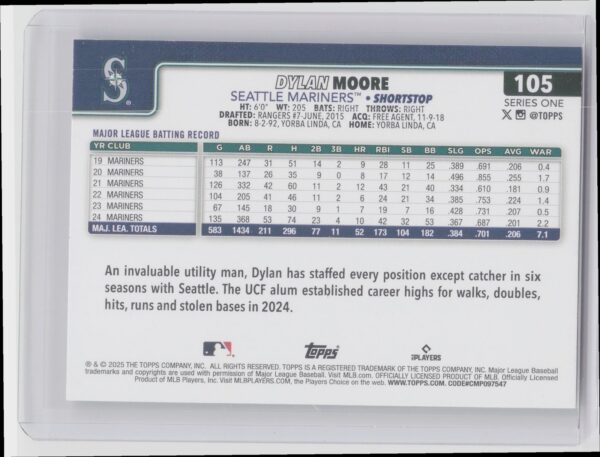 S
DYLAN MOORE
105
SEATTLE MARINERS™ • SHORTSTOP
SERIES ONE
HT: 6'0" WT: 205 BATS: RIGHT THROWS: RIGHT
@TOPPS
DRAFTED: RANGERS #7-JUNE, 2015 ACQ: FREE AGENT, 11-9-18
BORN: 8-2-92, YORBA LINDA, CA HOME: YORBA LINDA, CA
MAJOR LEAGUE BATTING RECORD
YR CLUB G AB R H 2B 3B HR RBI SB BB SLG OPS AVG WAR
19 MARINERS 113 247 31 51 14 2 9 28 11 25 .389 .691 .206 0.4
20 MARINERS 38 137 26 35 9 0 8 17 12 14 .496 .855 .255 1.7
21 MARINERS 126 332 42 60 11 2 12 43 21 40 .334 .610 .181 0.9
22 MARINERS 104 205 41 46 11 2 6 24 21 34 .385 .753 .224 1.4
23 MARINERS 67 145 18 30 9 1 7 19 7 16 .428 .731 .207 0.5
24 MARINERS 135 368 53 74 23 4 10 42 32 53 .367 .687 .201 2.2
MAJ. LEA. TOTALS 583 1434 211 296 77 11 52 173 104 182 .384 .701 .206 7.1
An invaluable utility man, Dylan has staffed every position except catcher in six
seasons with Seattle. The UCF alum established career highs for walks, doubles,
hits, runs and stolen bases in 2024.
Topps
PLAYERS
® & © 2025 THE TOPPS COMPANY, INC. ALL RIGHTS RESERVED. TOPPS IS A REGISTERED TRADEMARK OF THE TOPPS COMPANY, INC. Major League Baseball
trademarks and copyrights are used with permission of Major League Baseball. Visit MLB.com. OFFICIALLY LICENSED PRODUCT OF MLB. Officially Licensed
Product of MLB Players, Inc. Visit MLBPLAYERS.COM, the Players Choice on the web. WWW.TOPPS.COM. CODE#CMP097547